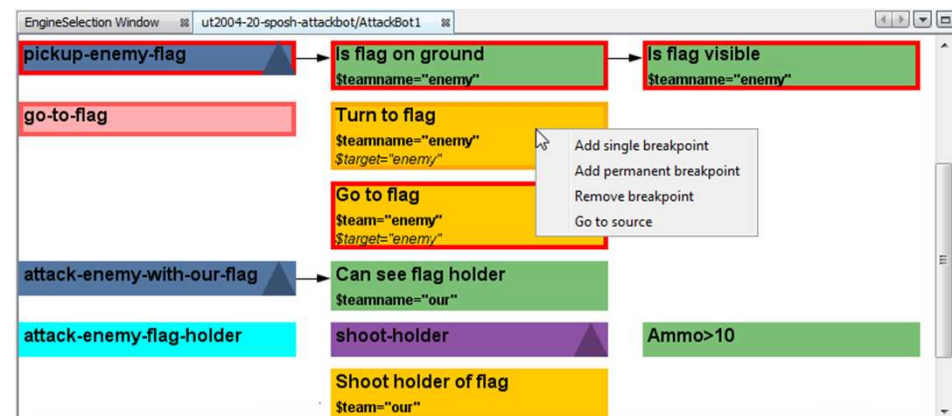 EngineSelection Window
ut2004-20-sposh-attackbot/AttackBot1
pickup-enemy-flag
Is flag on ground
$teamname="enemy"
Is flag visible
$teamname="enemy"
go-to-flag
Turn to flag
$teamname="enemy"
$target="enemy"
Add single breakpoint
Add permanent breakpoint
Remove breakpoint
Go to source
Go to flag
$team="enemy"
$target="enemy"
attack-enemy-with-our-flag
Can see flag holder
$teamname="our"
attack-enemy-flag-holder
shoot-holder
Ammo>10
Shoot holder of flag
$team="our"